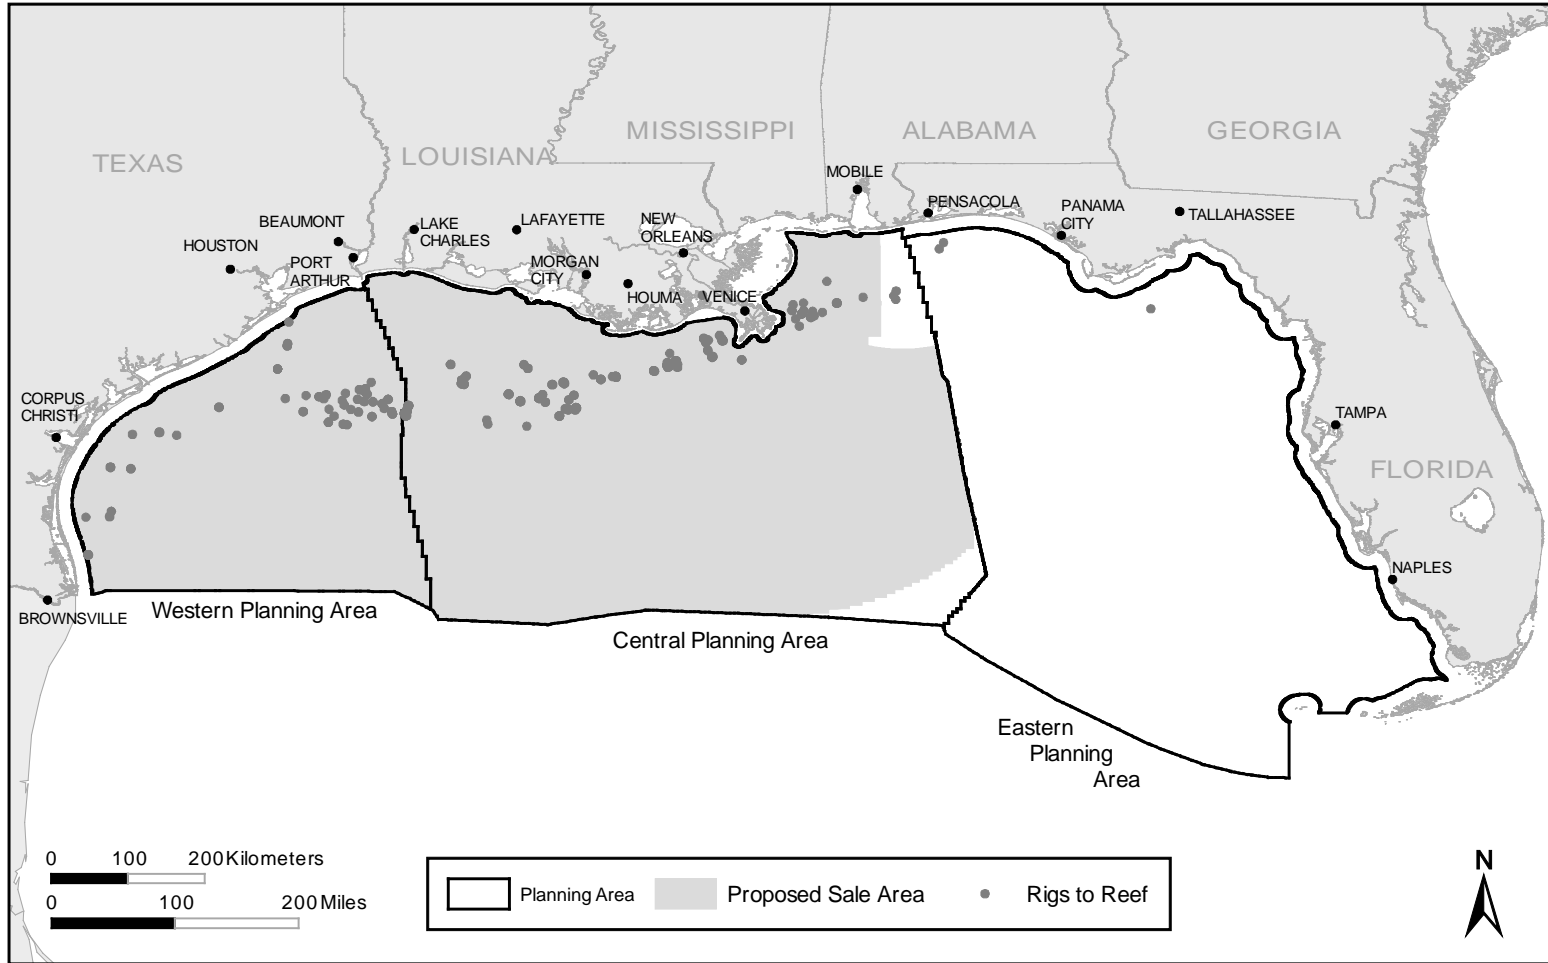 MISSISSIPPI
ALABAMA
GEORGIA
TEXAS
LOUISIANA
MOBILE
PENSACOLA
PANAMA
CITY
TALLAHASSEE
BEAUMONT
LAKE
CHARLES
LAFAYETTE
NEW
ORLEANS
HOUSTON
PORT
ARTHUR
MORGAN
CITY
HOUMA
VENICE
CORPUS
CHRISTI
TAMPA
FLORIDA
NAPLES
BROWNSVILLE
Western Planning Area
Central Planning Area
Eastern
Planning
Area
0 100 200 Kilometers
0 100 200 Miles
Planning Area
Proposed Sale Area
Rigs to Reef
N